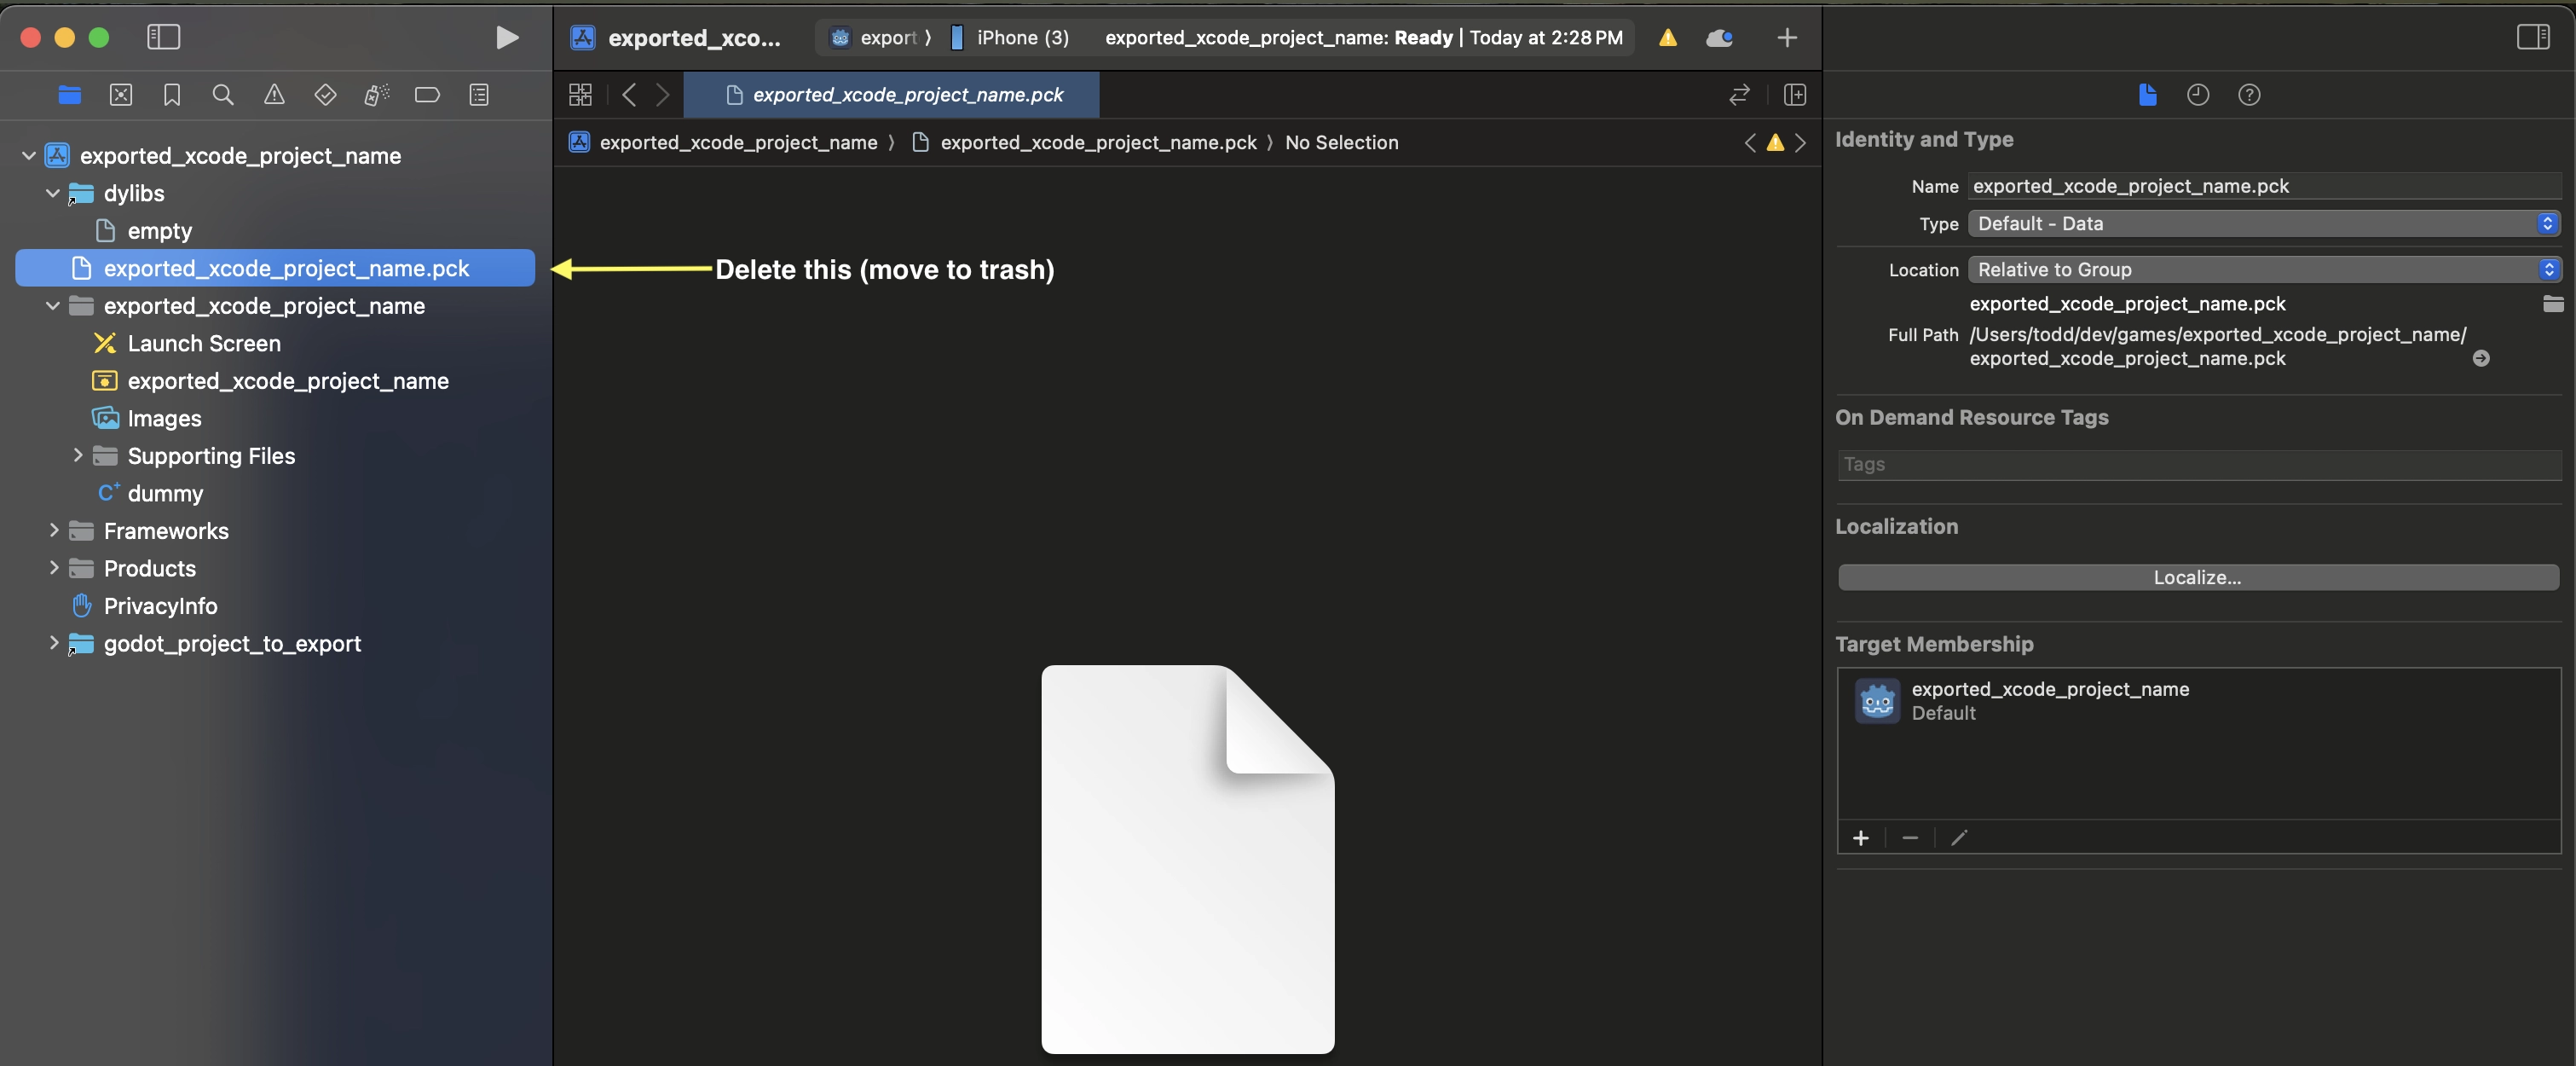 exported_xco...
export
iPhone (3)
exported_xcode_project_name: Ready | Today at 2:28 PM
exported_xcode_project_name.pck
exported_xcode_project_name
exported_xcode_project_name.pck
No Selection
exported_xcode_project_name
dylibs
empty
exported_xcode_project_name.pck
exported_xcode_project_name
Launch Screen
exported_xcode_project_name
Images
Supporting Files
dummy
Frameworks
Products
PrivacyInfo
godot_project_to_export
Delete this (move to trash)
Identity and Type
Name exported_xcode_project_name.pck
Type Default - Data
Location Relative to Group
exported_xcode_project_name.pck
Full Path /Users/todd/dev/games/exported_xcode_project_name/
exported_xcode_project_name.pck
On Demand Resource Tags
Tags
Localization
Localize...
Target Membership
exported_xcode_project_name
Default